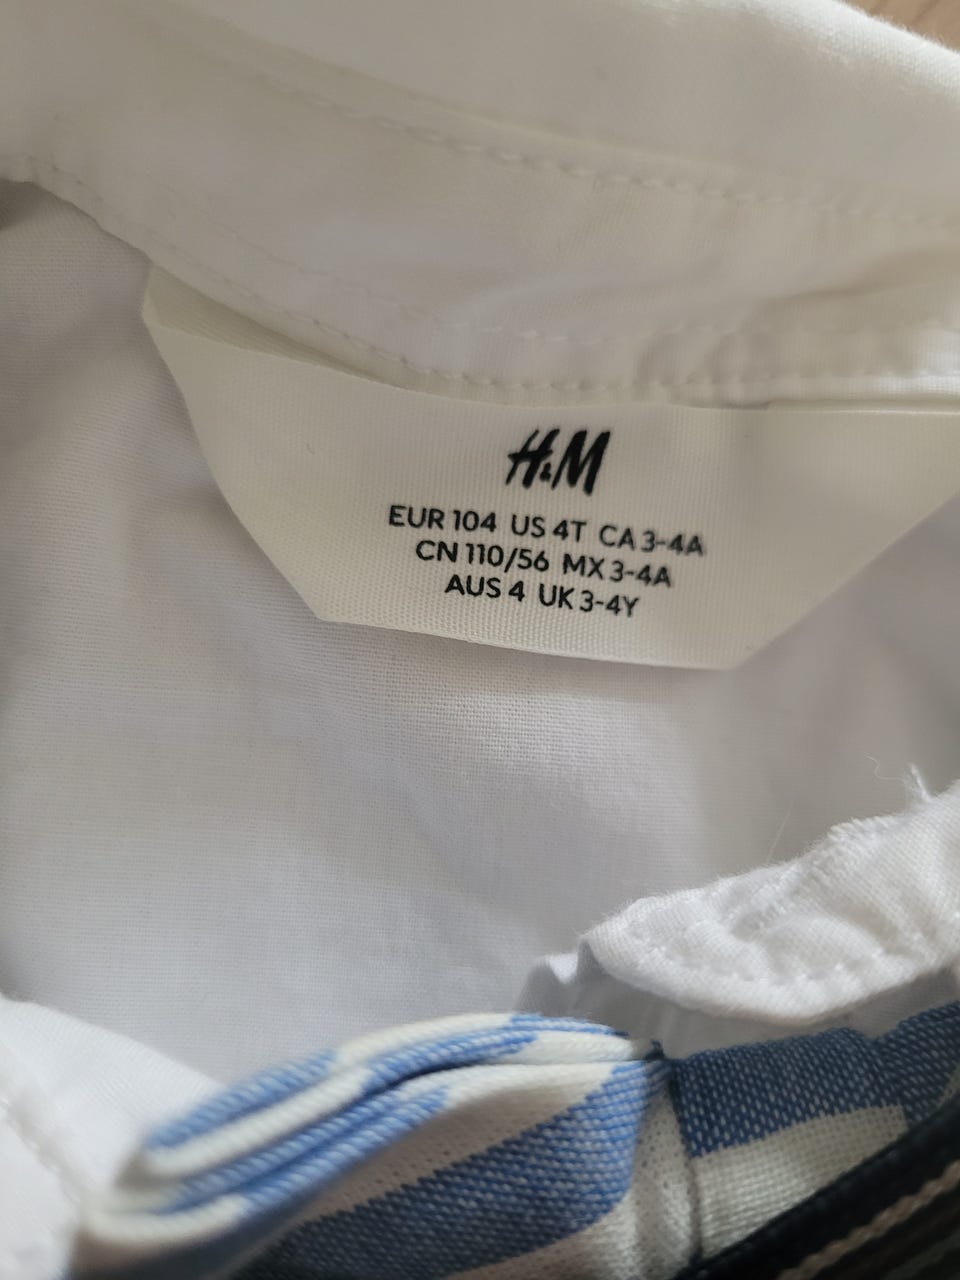 H&M
EUR 104 US 4T CA 3-4A
CN 110/56 MX 3-4A
AUS 4 UK 3-4Y